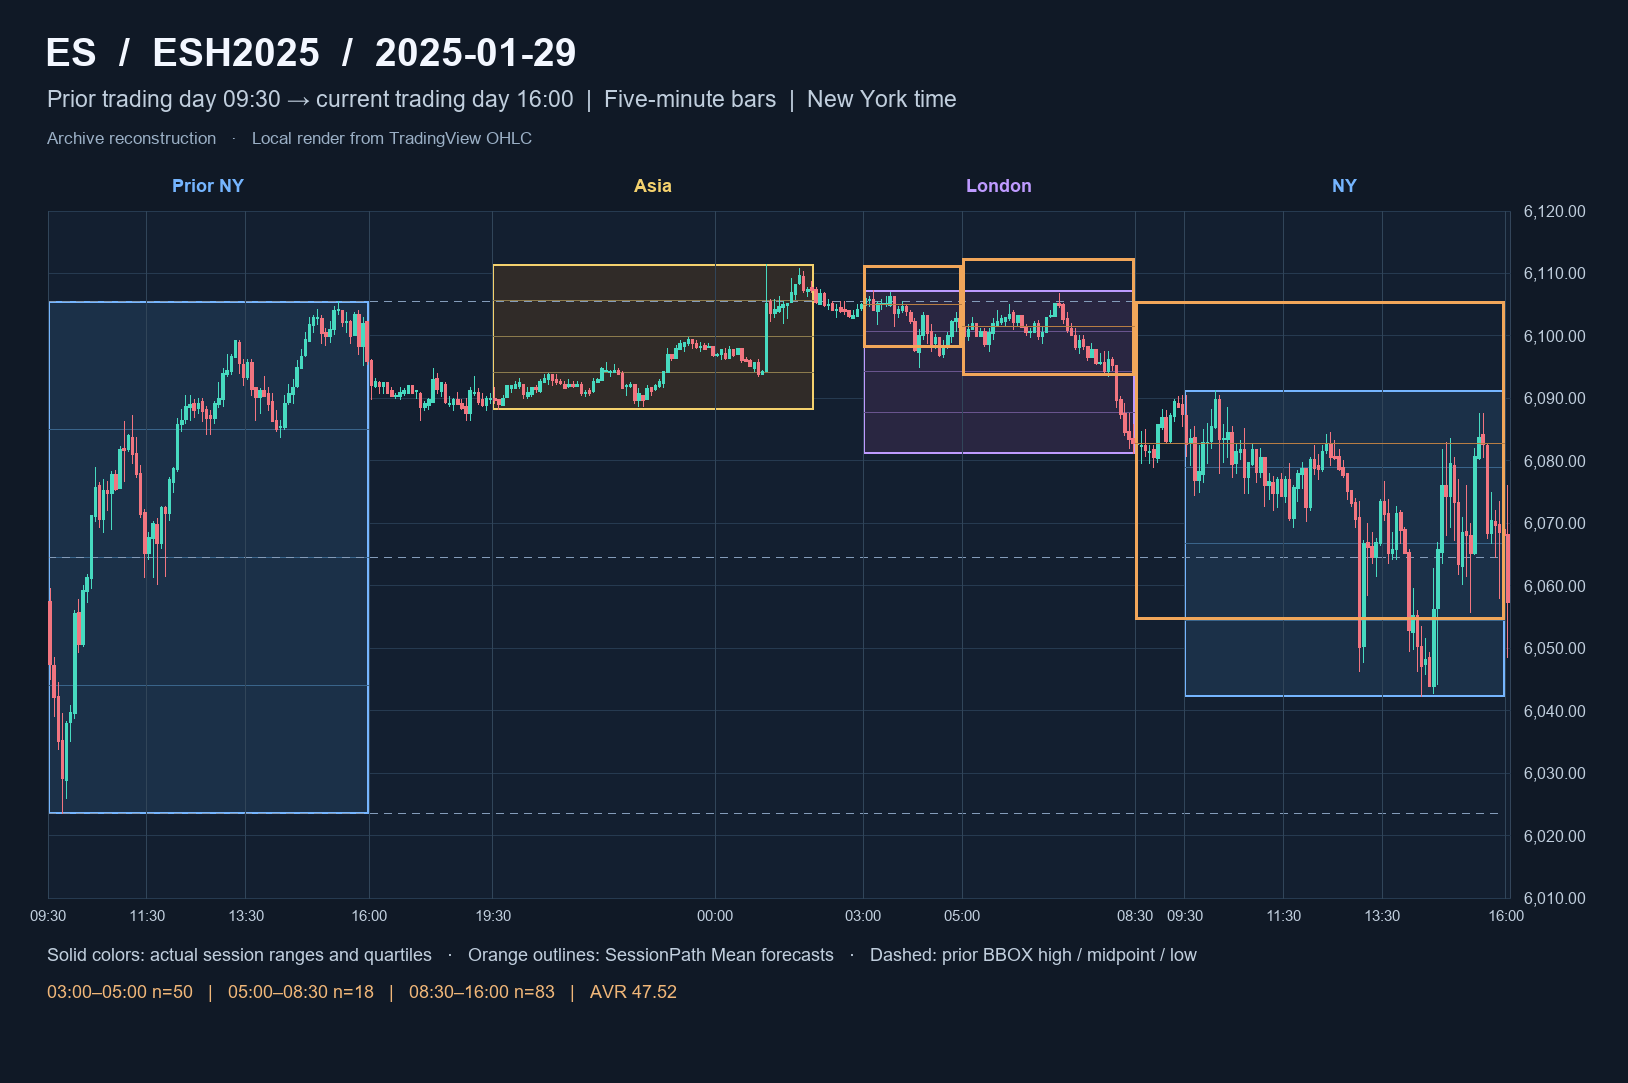 ES / ESH2025 / 2025-01-29
Prior trading day 09:30 → current trading day 16:00 | Five-minute bars | New York time
Archive reconstruction · Local render from TradingView OHLC
Prior NY Asia London NY
6,120.00
6,110.00
6,100.00
6,090.00
6,080.00
6,070.00
6,060.00
6,050.00
6,040.00
6,030.00
6,020.00
6,010.00
09:30 11:30 13:30 16:00 19:30 00:00 03:00 05:00 08:30 09:30 11:30 13:30 16:00
Solid colors: actual session ranges and quartiles · Orange outlines: SessionPath Mean forecasts · Dashed: prior BBOX high / midpoint / low
03:00–05:00 n=50 | 05:00–08:30 n=18 | 08:30–16:00 n=83 | AVR 47.52